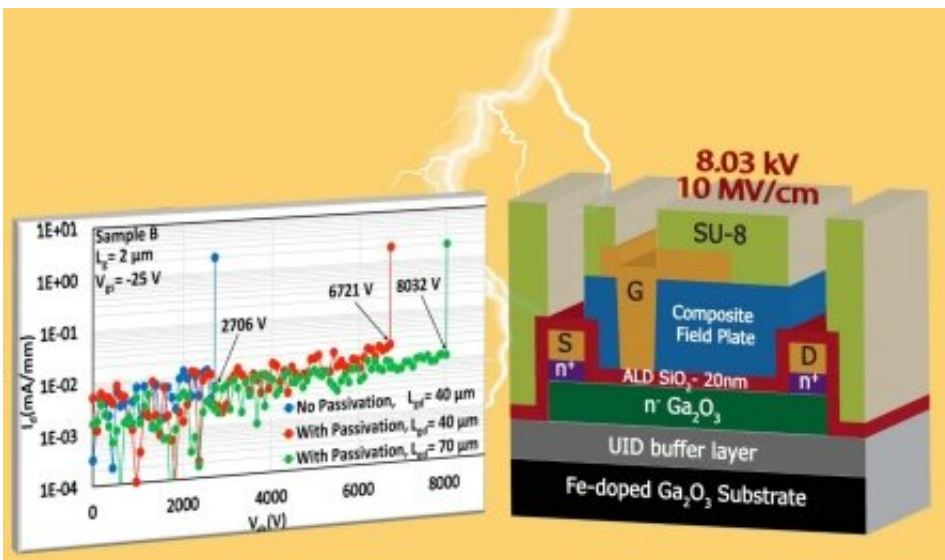 1E+01
1E+00
1E-01
1E-02
1E-03
1E-04
I_d(mA/mm)
Sample B
L_g= 2 µm
V_gs= -25 V
2706 V
6721 V
8032 V
No Passivation, L_gd= 40 µm
With Passivation, L_gd= 40 µm
With Passivation, L_gd= 70 µm
0
2000
4000
6000
8000
8.03 kV
10 MV/cm
SU-8
G
Composite
Field Plate
S
n⁺
D
n⁺
ALD SiO₂- 20nm
n⁻ Ga₂O₃
UID buffer layer
Fe-doped Ga₂O₃ Substrate